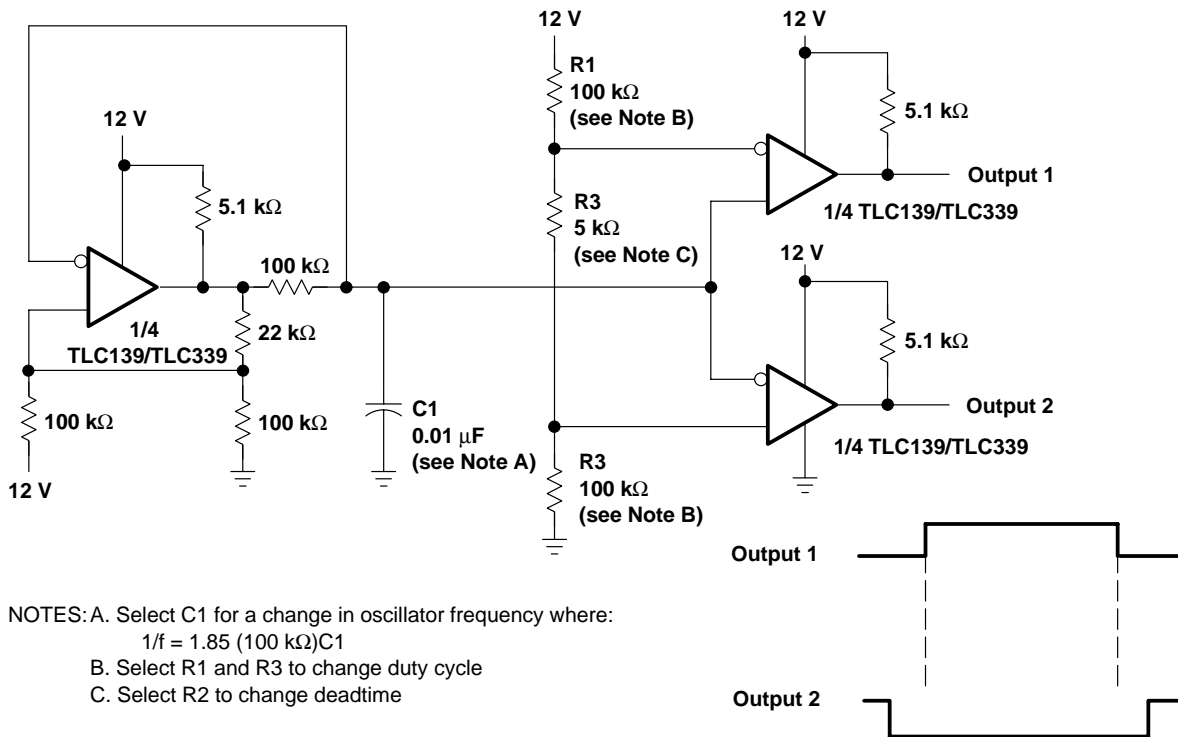 12 V
5.1 kΩ
100 kΩ
1/4
TLC139/TLC339
22 kΩ
100 kΩ
12 V
100 kΩ
C1
0.01 µF
(see Note A)
12 V
R1
100 kΩ
(see Note B)
R3
5 kΩ
(see Note C)
R3
100 kΩ
(see Note B)
12 V
5.1 kΩ
Output 1
1/4 TLC139/TLC339
12 V
5.1 kΩ
Output 2
1/4 TLC139/TLC339
Output 1
Output 2
NOTES: A. Select C1 for a change in oscillator frequency where:
1/f = 1.85 (100 kΩ)C1
B. Select R1 and R3 to change duty cycle
C. Select R2 to change deadtime